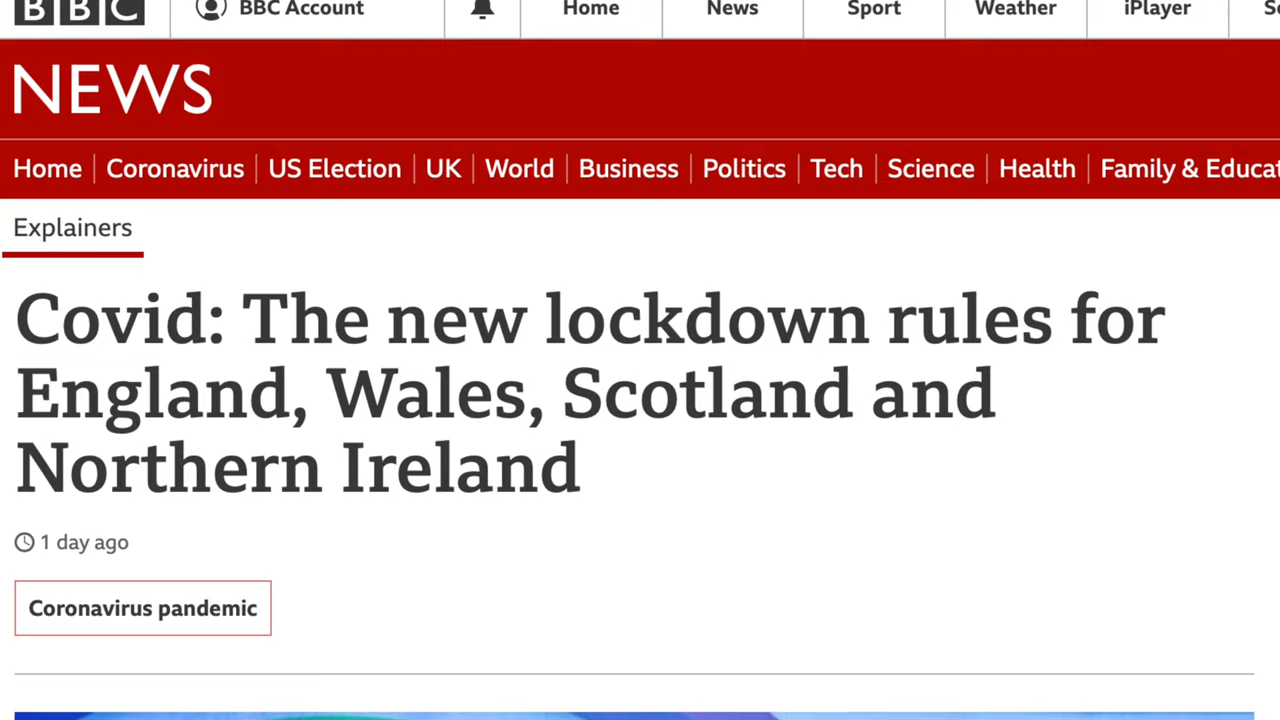 BBC BBC Account Home News Sport Weather iPlayer
NEWS
Home Coronavirus US Election UK World Business Politics Tech Science Health Family & Educat
Explainers
Covid: The new lockdown rules for
England, Wales, Scotland and
Northern Ireland
1 day ago
Coronavirus pandemic